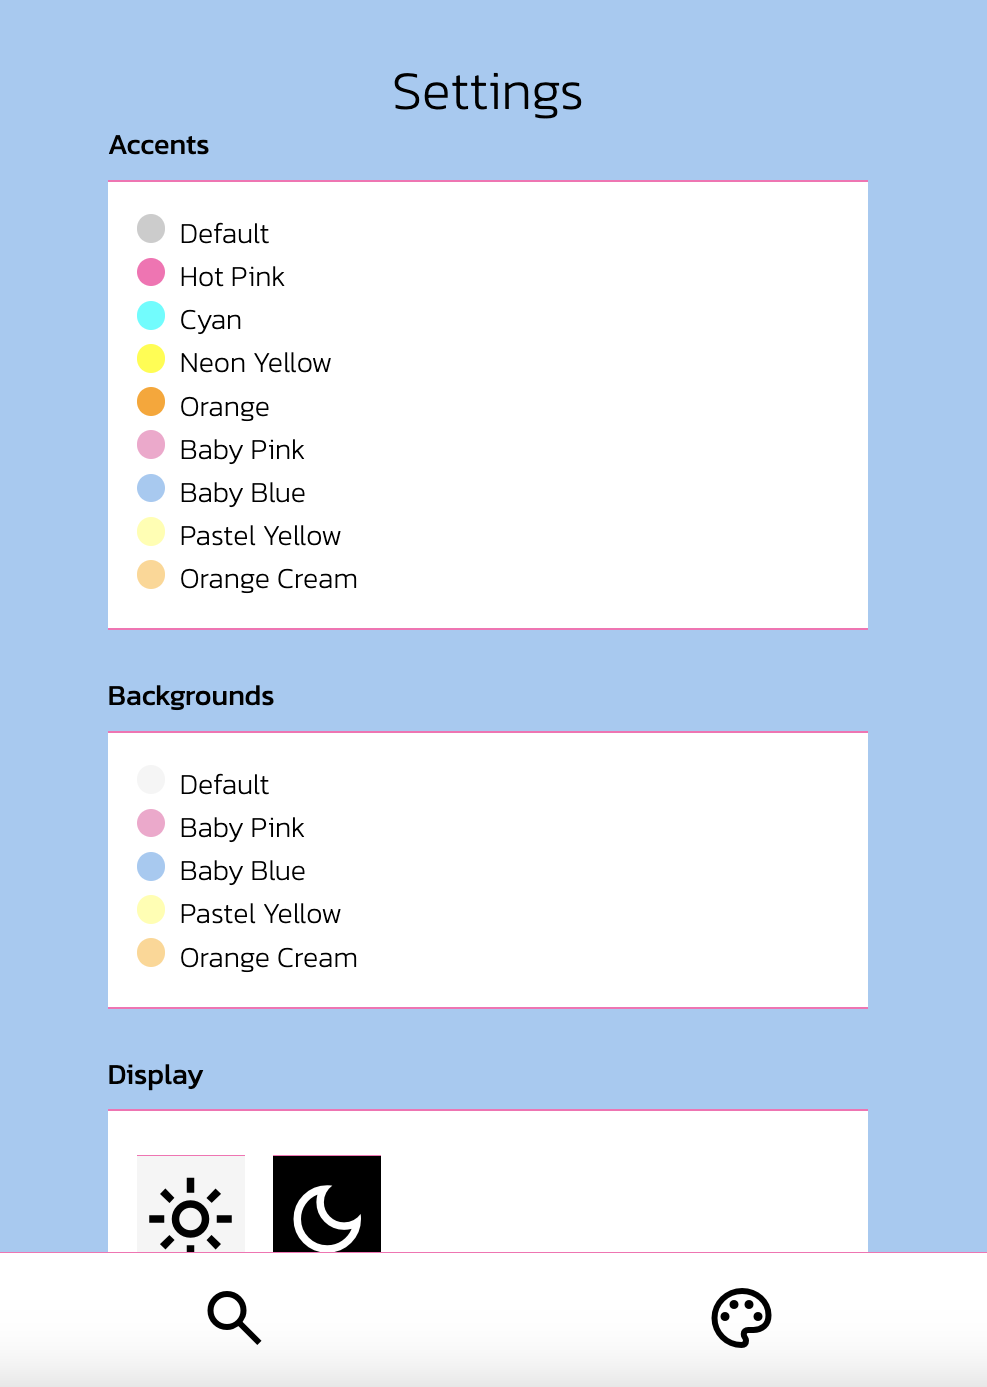 Settings
Accents
Default
Hot Pink
Cyan
Neon Yellow
Orange
Baby Pink
Baby Blue
Pastel Yellow
Orange Cream
Backgrounds
Default
Baby Pink
Baby Blue
Pastel Yellow
Orange Cream
Display